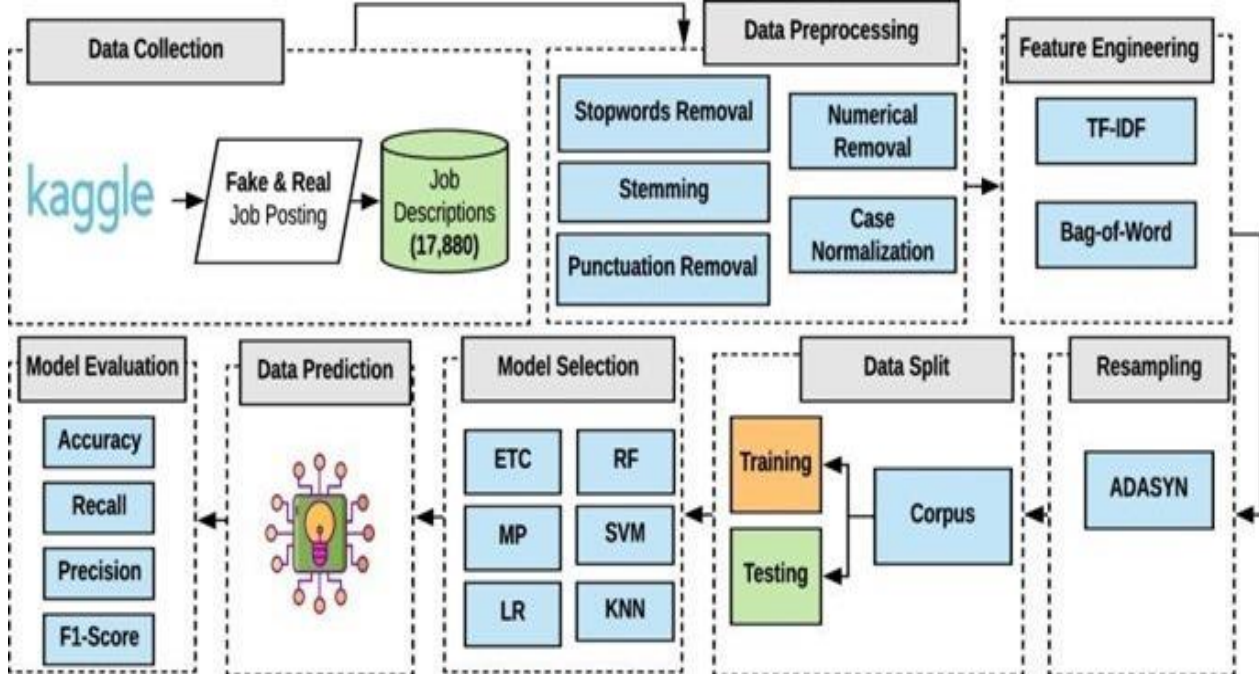 Data Collection
kaggle
Fake & Real
Job Posting
Job
Descriptions
(17,880)
Data Preprocessing
Stopwords Removal
Stemming
Punctuation Removal
Numerical
Removal
Case
Normalization
Feature Engineering
TF-IDF
Bag-of-Word
Resampling
ADASYN
Data Split
Corpus
Training
Testing
Model Selection
ETC
RF
MP
SVM
LR
KNN
Data Prediction
Model Evaluation
Accuracy
Recall
Precision
F1-Score